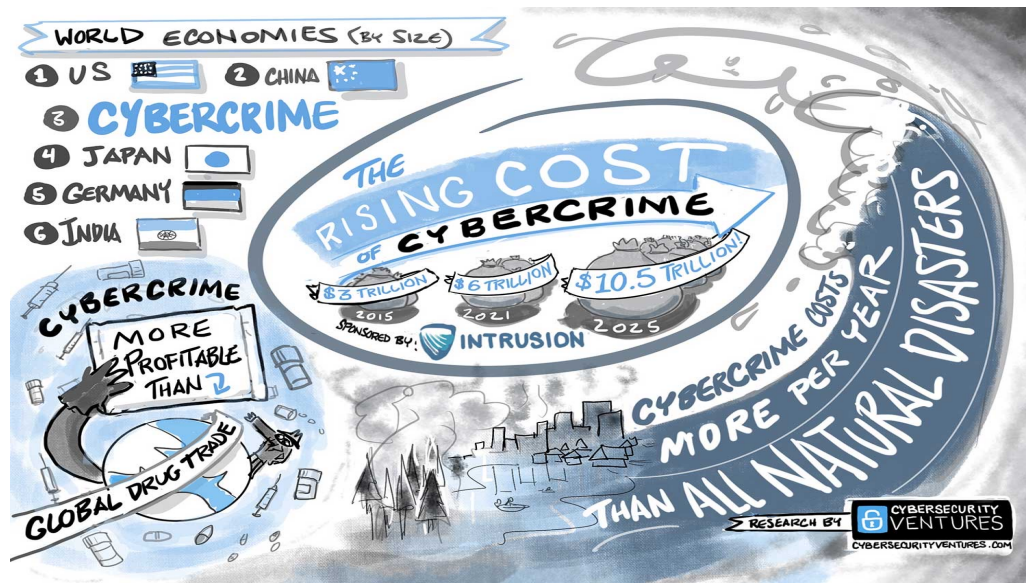 WORLD ECONOMIES (BY SIZE)
1 US 2 CHINA
3 CYBERCRIME
4 JAPAN
5 GERMANY
6 INDIA
THE
RISING COST
OF CYBERCRIME
$3 TRILLION $6 TRILLION $10.5 TRILLION!
2015 2021 2025
SPONSORED BY: INTRUSION
CYBERCRIME
MORE
PROFITABLE
THAN
GLOBAL DRUG TRADE
CYBERCRIME COSTS
MORE PER YEAR
THAN ALL NATURAL DISASTERS
RESEARCH BY CYBERSECURITY
VENTURES
CYBERSECURITYVENTURES.COM